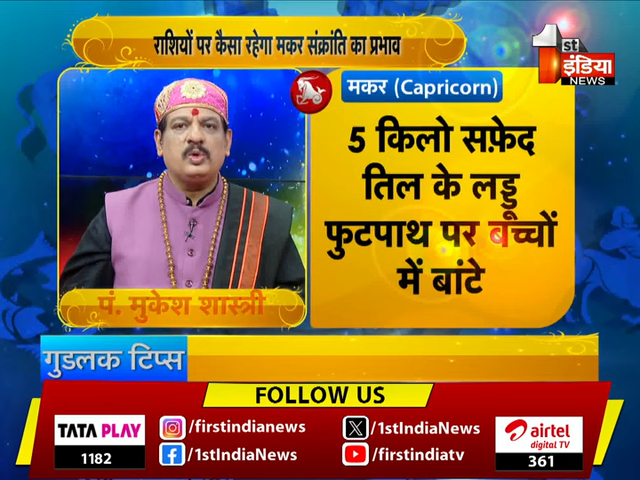 राशियों पर कैसा रहेगा मकर संक्रांति का प्रभाव
1st
इंडिया
NEWS
मकर (Capricorn)
5 किलो सफ़ेद
तिल के लड्डू
फुटपाथ पर बच्चों
में बांटे
पं. मुकेश शास्त्री
गुडलक टिप्स
FOLLOW US
TATA PLAY
1182
/firstindianews
/1stIndiaNews
/1stIndiaNews
/firstindiatv
airtel
digital TV
361